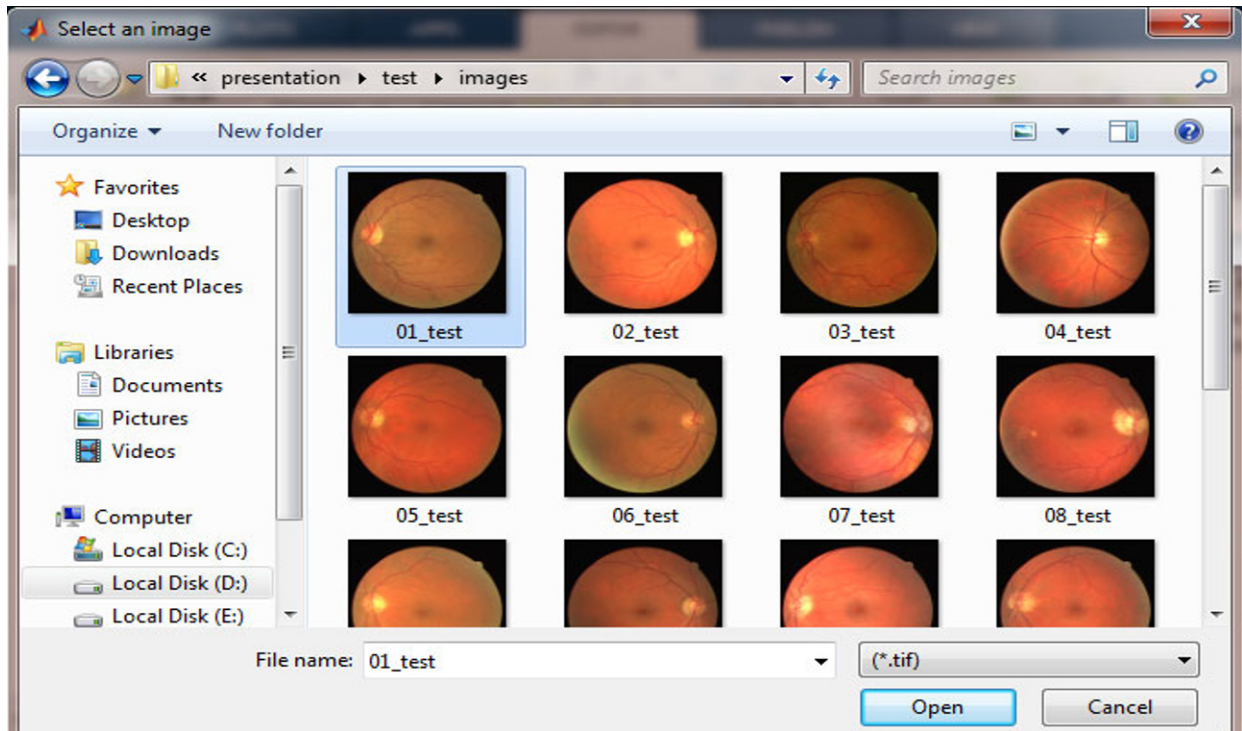 Select an image
« presentation ▸ test ▸ images
Search images
Organize New folder
Favorites
Desktop
Downloads
Recent Places
Libraries
Documents
Pictures
Videos
Computer
Local Disk (C:)
Local Disk (D:)
Local Disk (E:)
01_test 02_test 03_test 04_test
05_test 06_test 07_test 08_test
File name: 01_test (*.tif)
Open Cancel